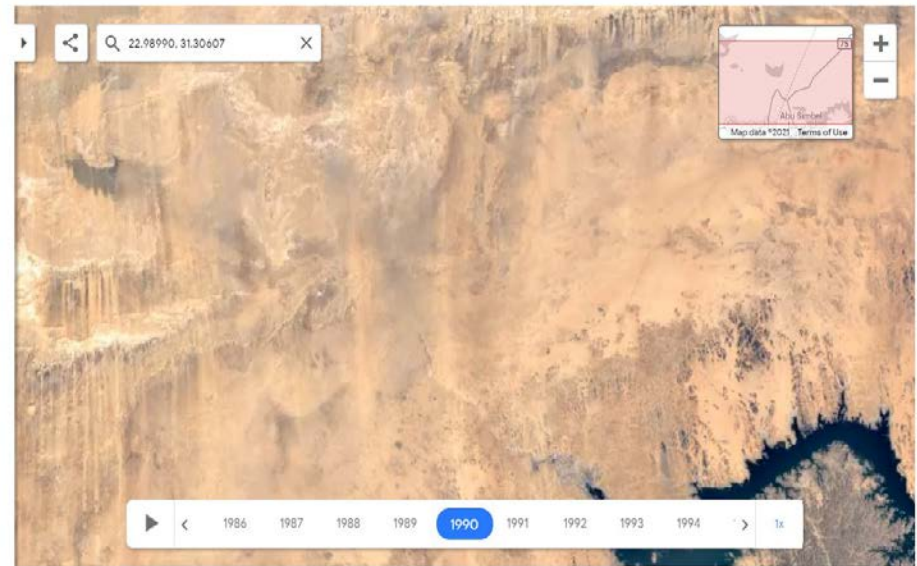 22.98990, 31.30607
75
Abu Simbel
Map data ©2021 Terms of Use
1986 1987 1988 1989 1990 1991 1992 1993 1994 1x